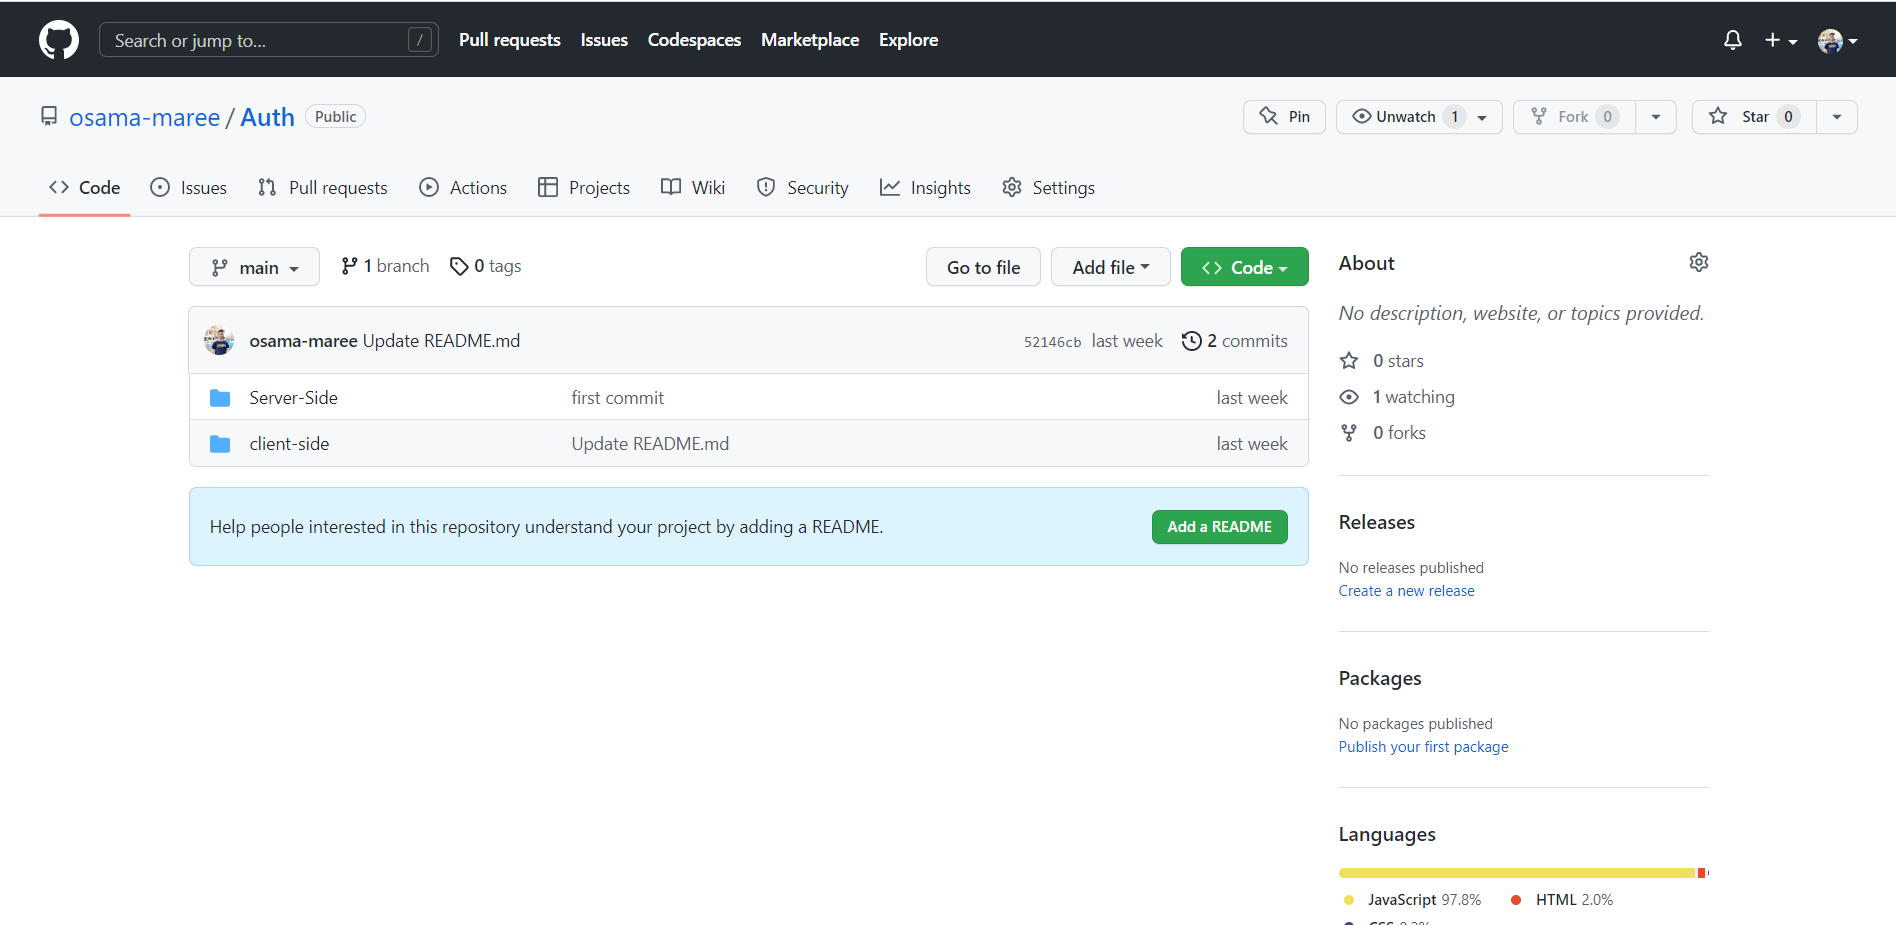 Search or jump to... / Pull requests Issues Codespaces Marketplace Explore
osama-maree / Auth Public Pin Unwatch 1 Fork 0 Star 0
Code Issues Pull requests Actions Projects Wiki Security Insights Settings
main 1 branch 0 tags Go to file Add file Code
osama-maree Update README.md 52146cb last week 2 commits
Server-Side first commit last week
client-side Update README.md last week
Help people interested in this repository understand your project by adding a README. Add a README
About
No description, website, or topics provided.
0 stars
1 watching
0 forks
Releases
No releases published
Create a new release
Packages
No packages published
Publish your first package
Languages
JavaScript 97.8% HTML 2.0%